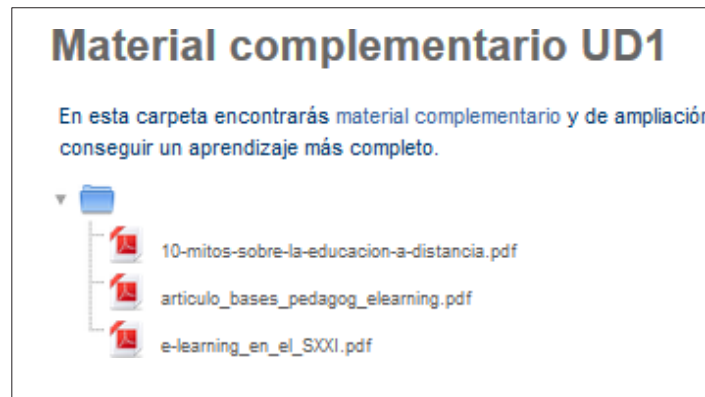 Material complementario UD1
En esta carpeta encontrarás material complementario y de ampliación
conseguir un aprendizaje más completo.
10-mitos-sobre-la-educacion-a-distancia.pdf
articulo_bases_pedagog_elearning.pdf
e-learning_en_el_SXXI.pdf